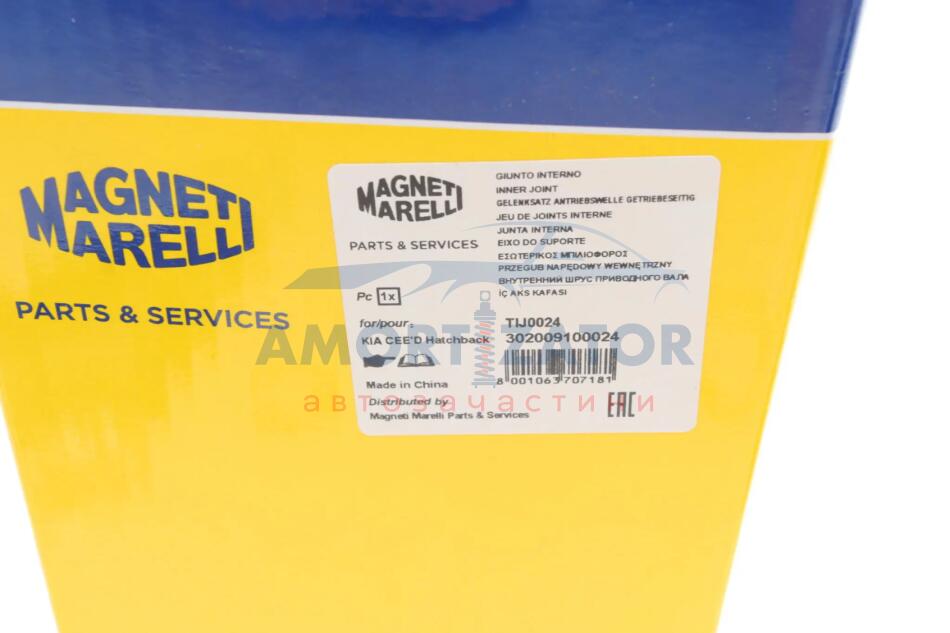 MAGNETI
MARELLI
PARTS & SERVICES
MAGNETI
MARELLI
PARTS & SERVICES
Pc 1x
for/pour:
KIA CEE'D Hatchback
Made in China
Distributed by
Magneti Marelli Parts & Services
GIUNTO INTERNO
INNER JOINT
GELENKSATZ ANTRIEBSWELLE GETRIEBESEITIG
JEU DE JOINTS INTERNE
JUNTA INTERNA
EIXO DO SUPORTE
ΕΣΩΤΕΡΙΚΟΣ ΜΠΙΛΙΟΦΟΡΟΣ
PRZEGUB NAPĘDOWY WEWNĘTRZNY
ВНУТРЕННИЙ ШРУС ПРИВОДНОГО ВАЛА
İÇ AKS KAFASI
TIJ0024
302009100024
8 001063 707181
EAC
AMORTIZATOR
автозапчасти